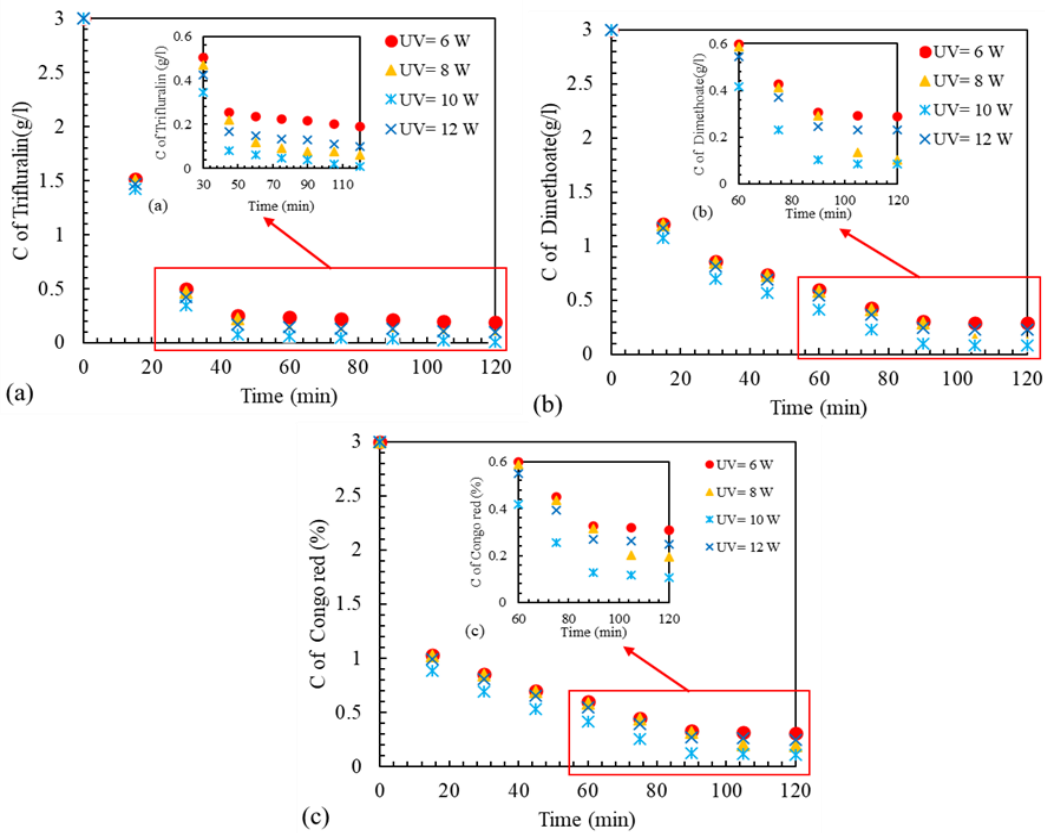 3
2.5
2
1.5
1
0.5
0
0 20 40 60 80 100 120
C of Trifluralin(g/l)
Time (min)
(a)
UV= 6 W
UV= 8 W
UV= 10 W
UV= 12 W
0.6
0.4
0.2
0
30 50 70 90 110
C of Trifluralin (g/l)
Time (min)
(a)
3
2.5
2
1.5
1
0.5
0
0 20 40 60 80 100 120
C of Dimethoate(g/l)
Time (min)
(b)
UV= 6 W
UV= 8 W
UV= 10 W
UV= 12 W
0.6
0.4
0.2
0
60 80 100 120
C of Dimethoate(g/l)
Time (min)
(b)
3
2.5
2
1.5
1
0.5
0
0 20 40 60 80 100 120
C of Congo red (%)
Time (min)
(c)
UV= 6 W
UV= 8 W
UV= 10 W
UV= 12 W
0.6
0.4
0.2
0
60 80 100 120
C of Congo red (%)
Time (min)
(c)